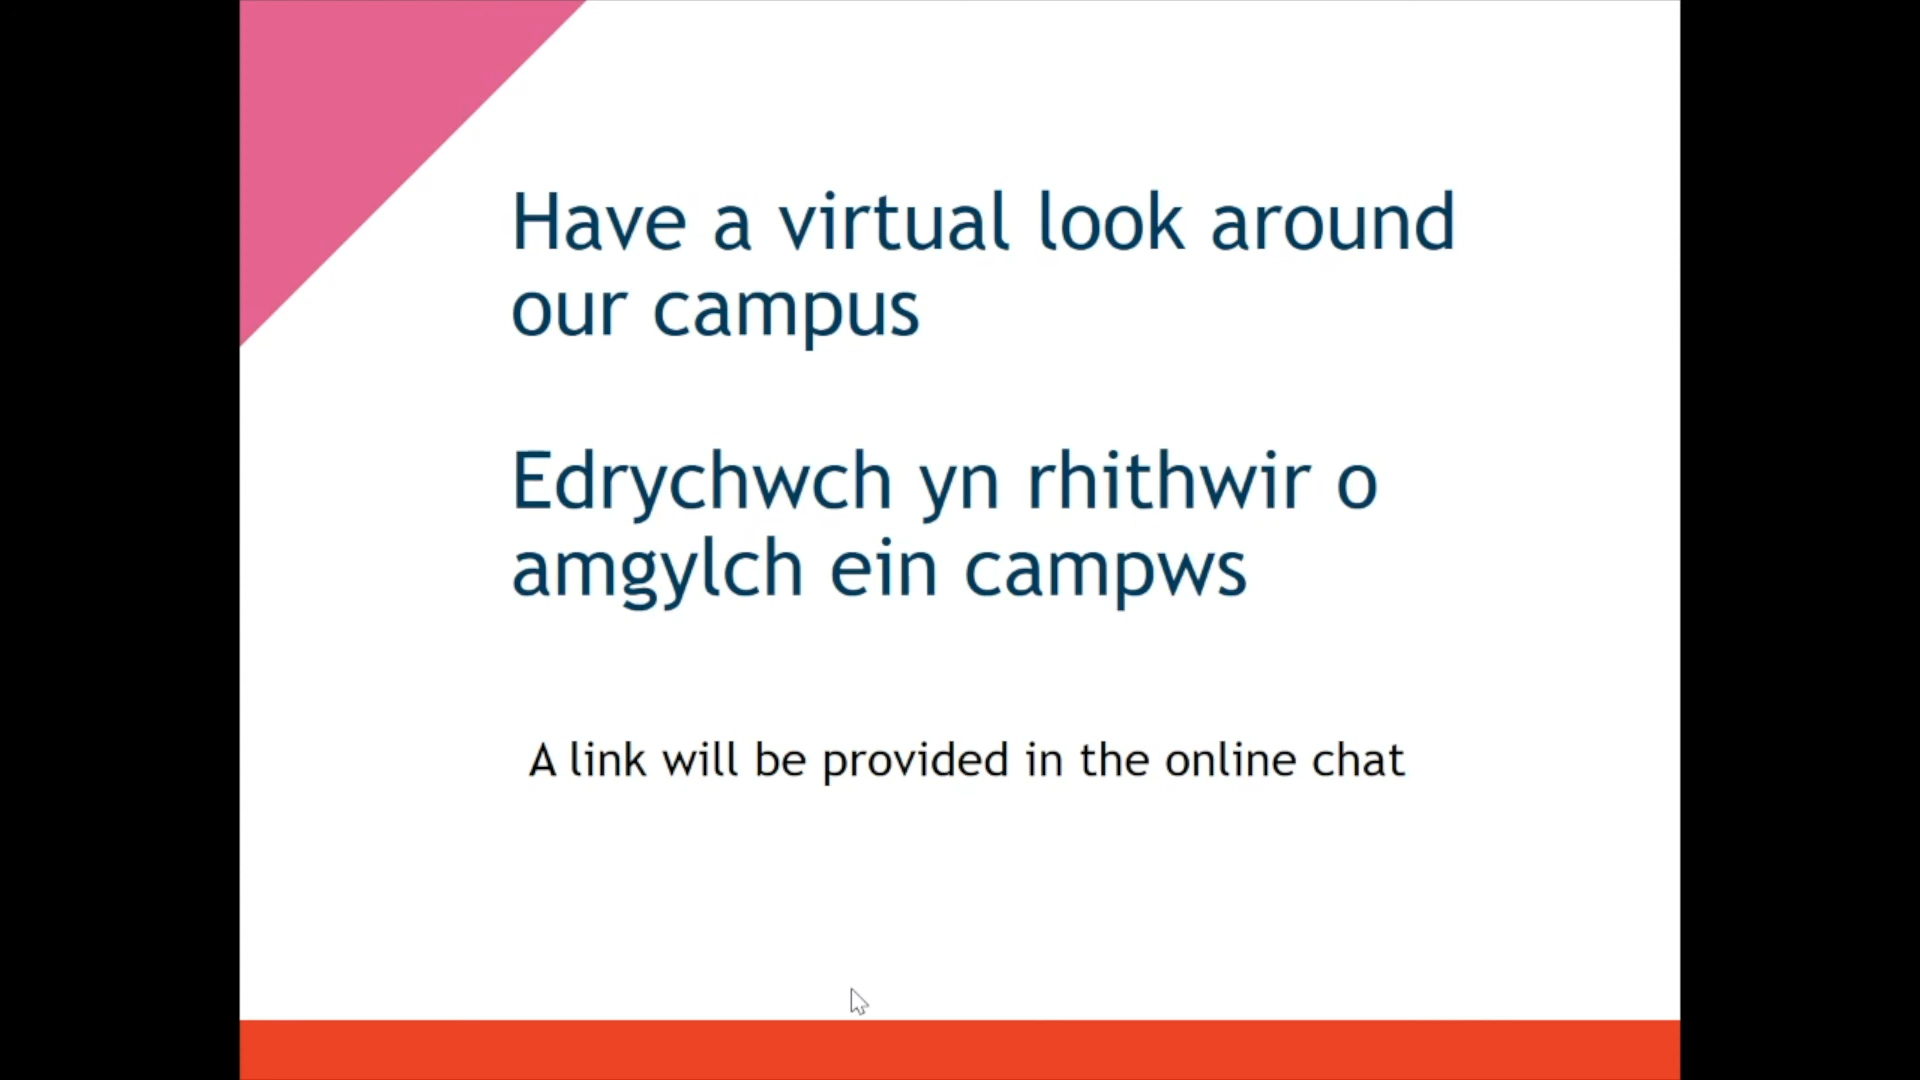 Have a virtual look around
our campus
Edrychwch yn rhithwir o
amgylch ein campws
A link will be provided in the online chat